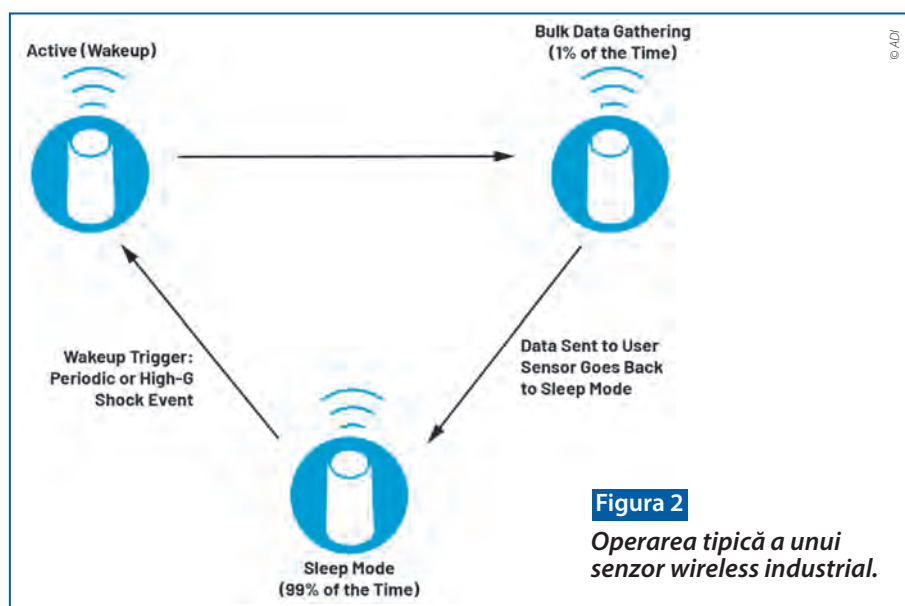 Active (Wakeup)
Bulk Data Gathering
(1% of the Time)
© ADI
Wakeup Trigger:
Periodic or High-G
Shock Event
Data Sent to User
Sensor Goes Back
to Sleep Mode
Sleep Mode
(99% of the Time)
Figura 2
Operarea tipică a unui
senzor wireless industrial.